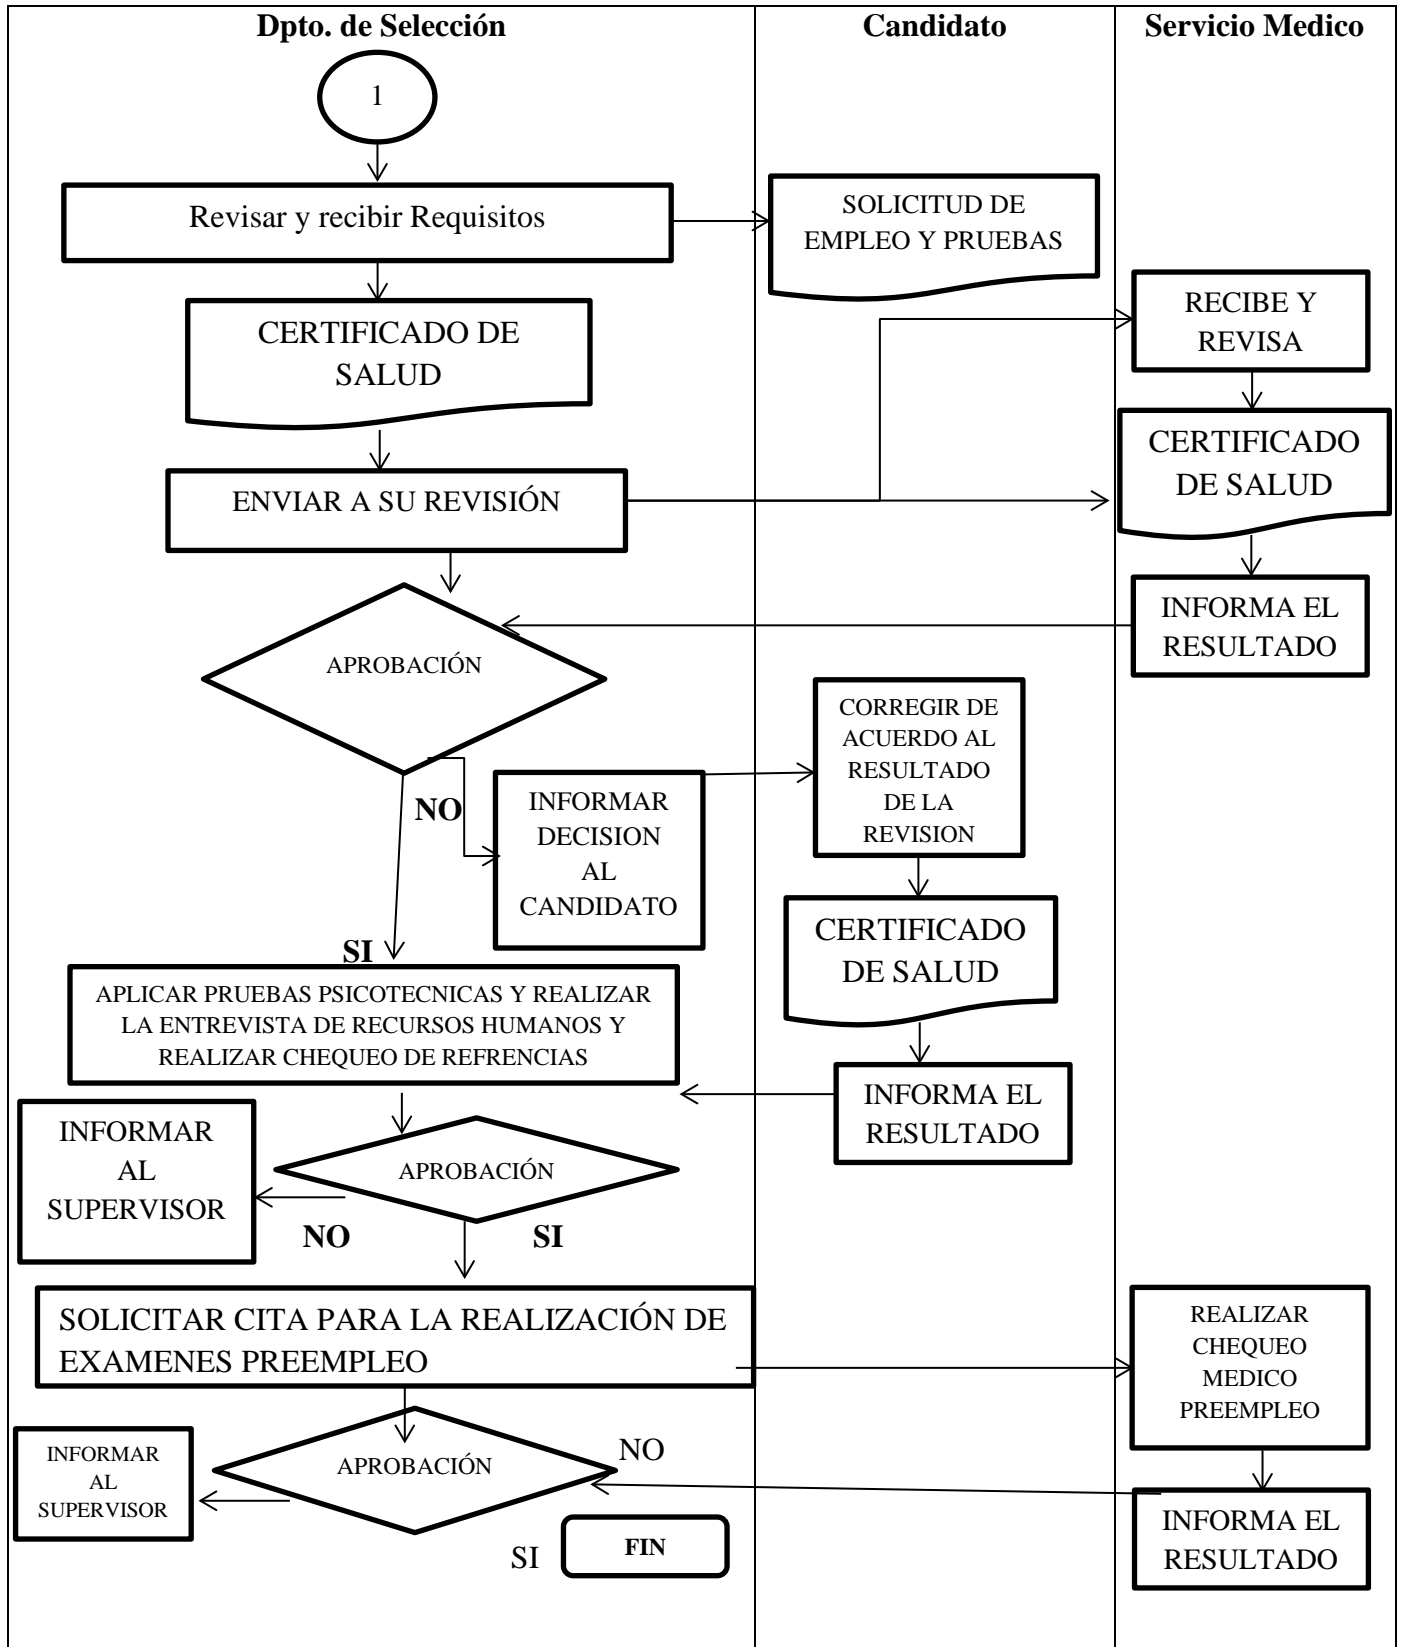 Dpto. de Selección
Candidato
Servicio Medico
1
Revisar y recibir Requisitos
SOLICITUD DE
EMPLEO Y PRUEBAS
RECIBE Y
REVISA
CERTIFICADO DE
SALUD
CERTIFICADO
DE SALUD
ENVIAR A SU REVISIÓN
INFORMA EL
RESULTADO
APROBACIÓN
CORREGIR DE
ACUERDO AL
RESULTADO
DE LA
REVISION
NO
INFORMAR
DECISION
AL
CANDIDATO
CERTIFICADO
DE SALUD
SI
APLICAR PRUEBAS PSICOTECNICAS Y REALIZAR
LA ENTREVISTA DE RECURSOS HUMANOS Y
REALIZAR CHEQUEO DE REFRENCIAS
INFORMA EL
RESULTADO
INFORMAR
AL
SUPERVISOR
APROBACIÓN
NO
SI
SOLICITAR CITA PARA LA REALIZACIÓN DE
EXAMENES PREEMPLEO
REALIZAR
CHEQUEO
MEDICO
PREEMPLEO
INFORMAR
AL
SUPERVISOR
APROBACIÓN
NO
INFORMA EL
RESULTADO
SI
FIN